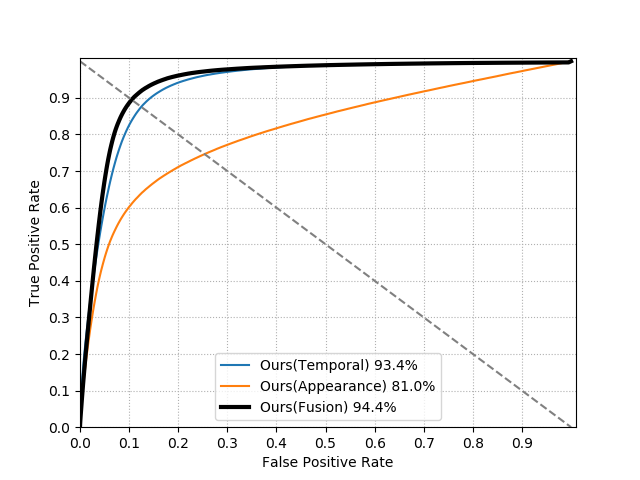 True Positive Rate
0.9
0.8
0.7
0.6
0.5
0.4
0.3
0.2
0.1
0.0
Ours(Temporal) 93.4%
Ours(Appearance) 81.0%
Ours(Fusion) 94.4%
0.0 0.1 0.2 0.3 0.4 0.5 0.6 0.7 0.8 0.9
False Positive Rate